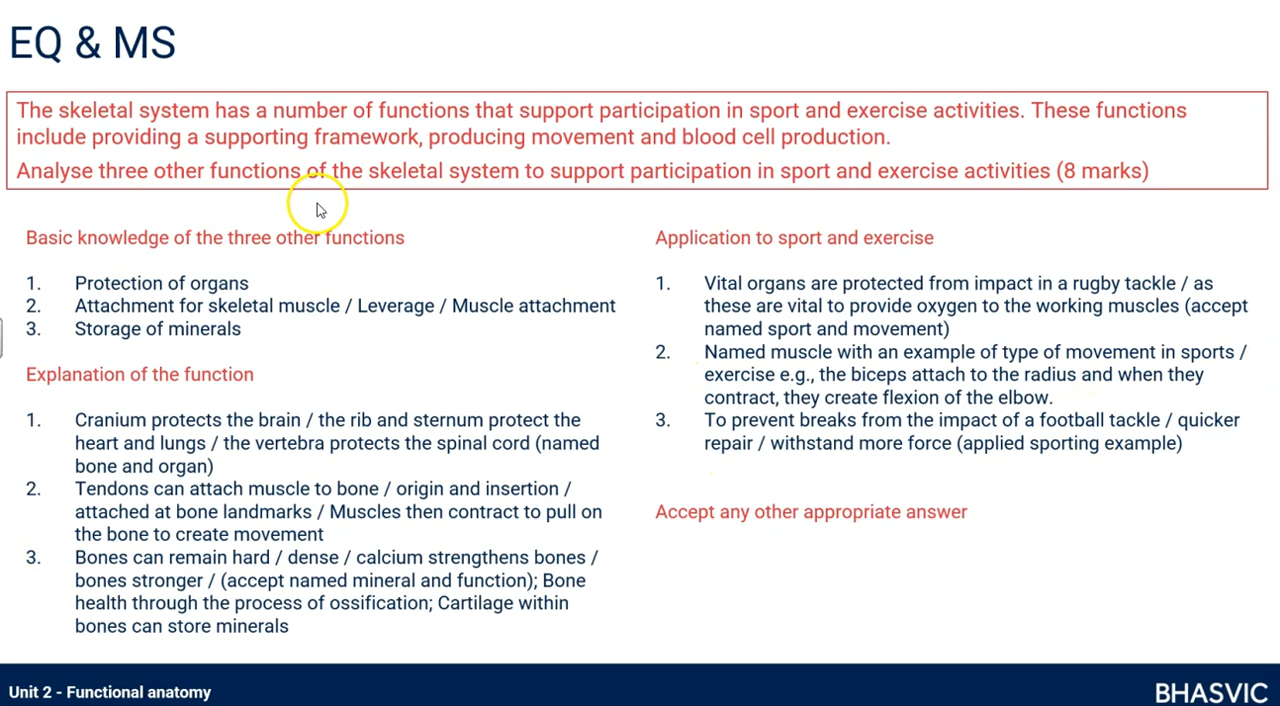 EQ & MS
The skeletal system has a number of functions that support participation in sport and exercise activities. These functions
include providing a supporting framework, producing movement and blood cell production.
Analyse three other functions of the skeletal system to support participation in sport and exercise activities (8 marks)
Basic knowledge of the three other functions
1. Protection of organs
2. Attachment for skeletal muscle / Leverage / Muscle attachment
3. Storage of minerals
Explanation of the function
1. Cranium protects the brain / the rib and sternum protect the
heart and lungs / the vertebra protects the spinal cord (named
bone and organ)
2. Tendons can attach muscle to bone / origin and insertion /
attached at bone landmarks / Muscles then contract to pull on
the bone to create movement
3. Bones can remain hard / dense / calcium strengthens bones /
bones stronger / (accept named mineral and function); Bone
health through the process of ossification; Cartilage within
bones can store minerals
Application to sport and exercise
1. Vital organs are protected from impact in a rugby tackle / as
these are vital to provide oxygen to the working muscles (accept
named sport and movement)
2. Named muscle with an example of type of movement in sports /
exercise e.g., the biceps attach to the radius and when they
contract, they create flexion of the elbow.
3. To prevent breaks from the impact of a football tackle / quicker
repair / withstand more force (applied sporting example)
Accept any other appropriate answer
Unit 2 - Functional anatomy
BHASVIC